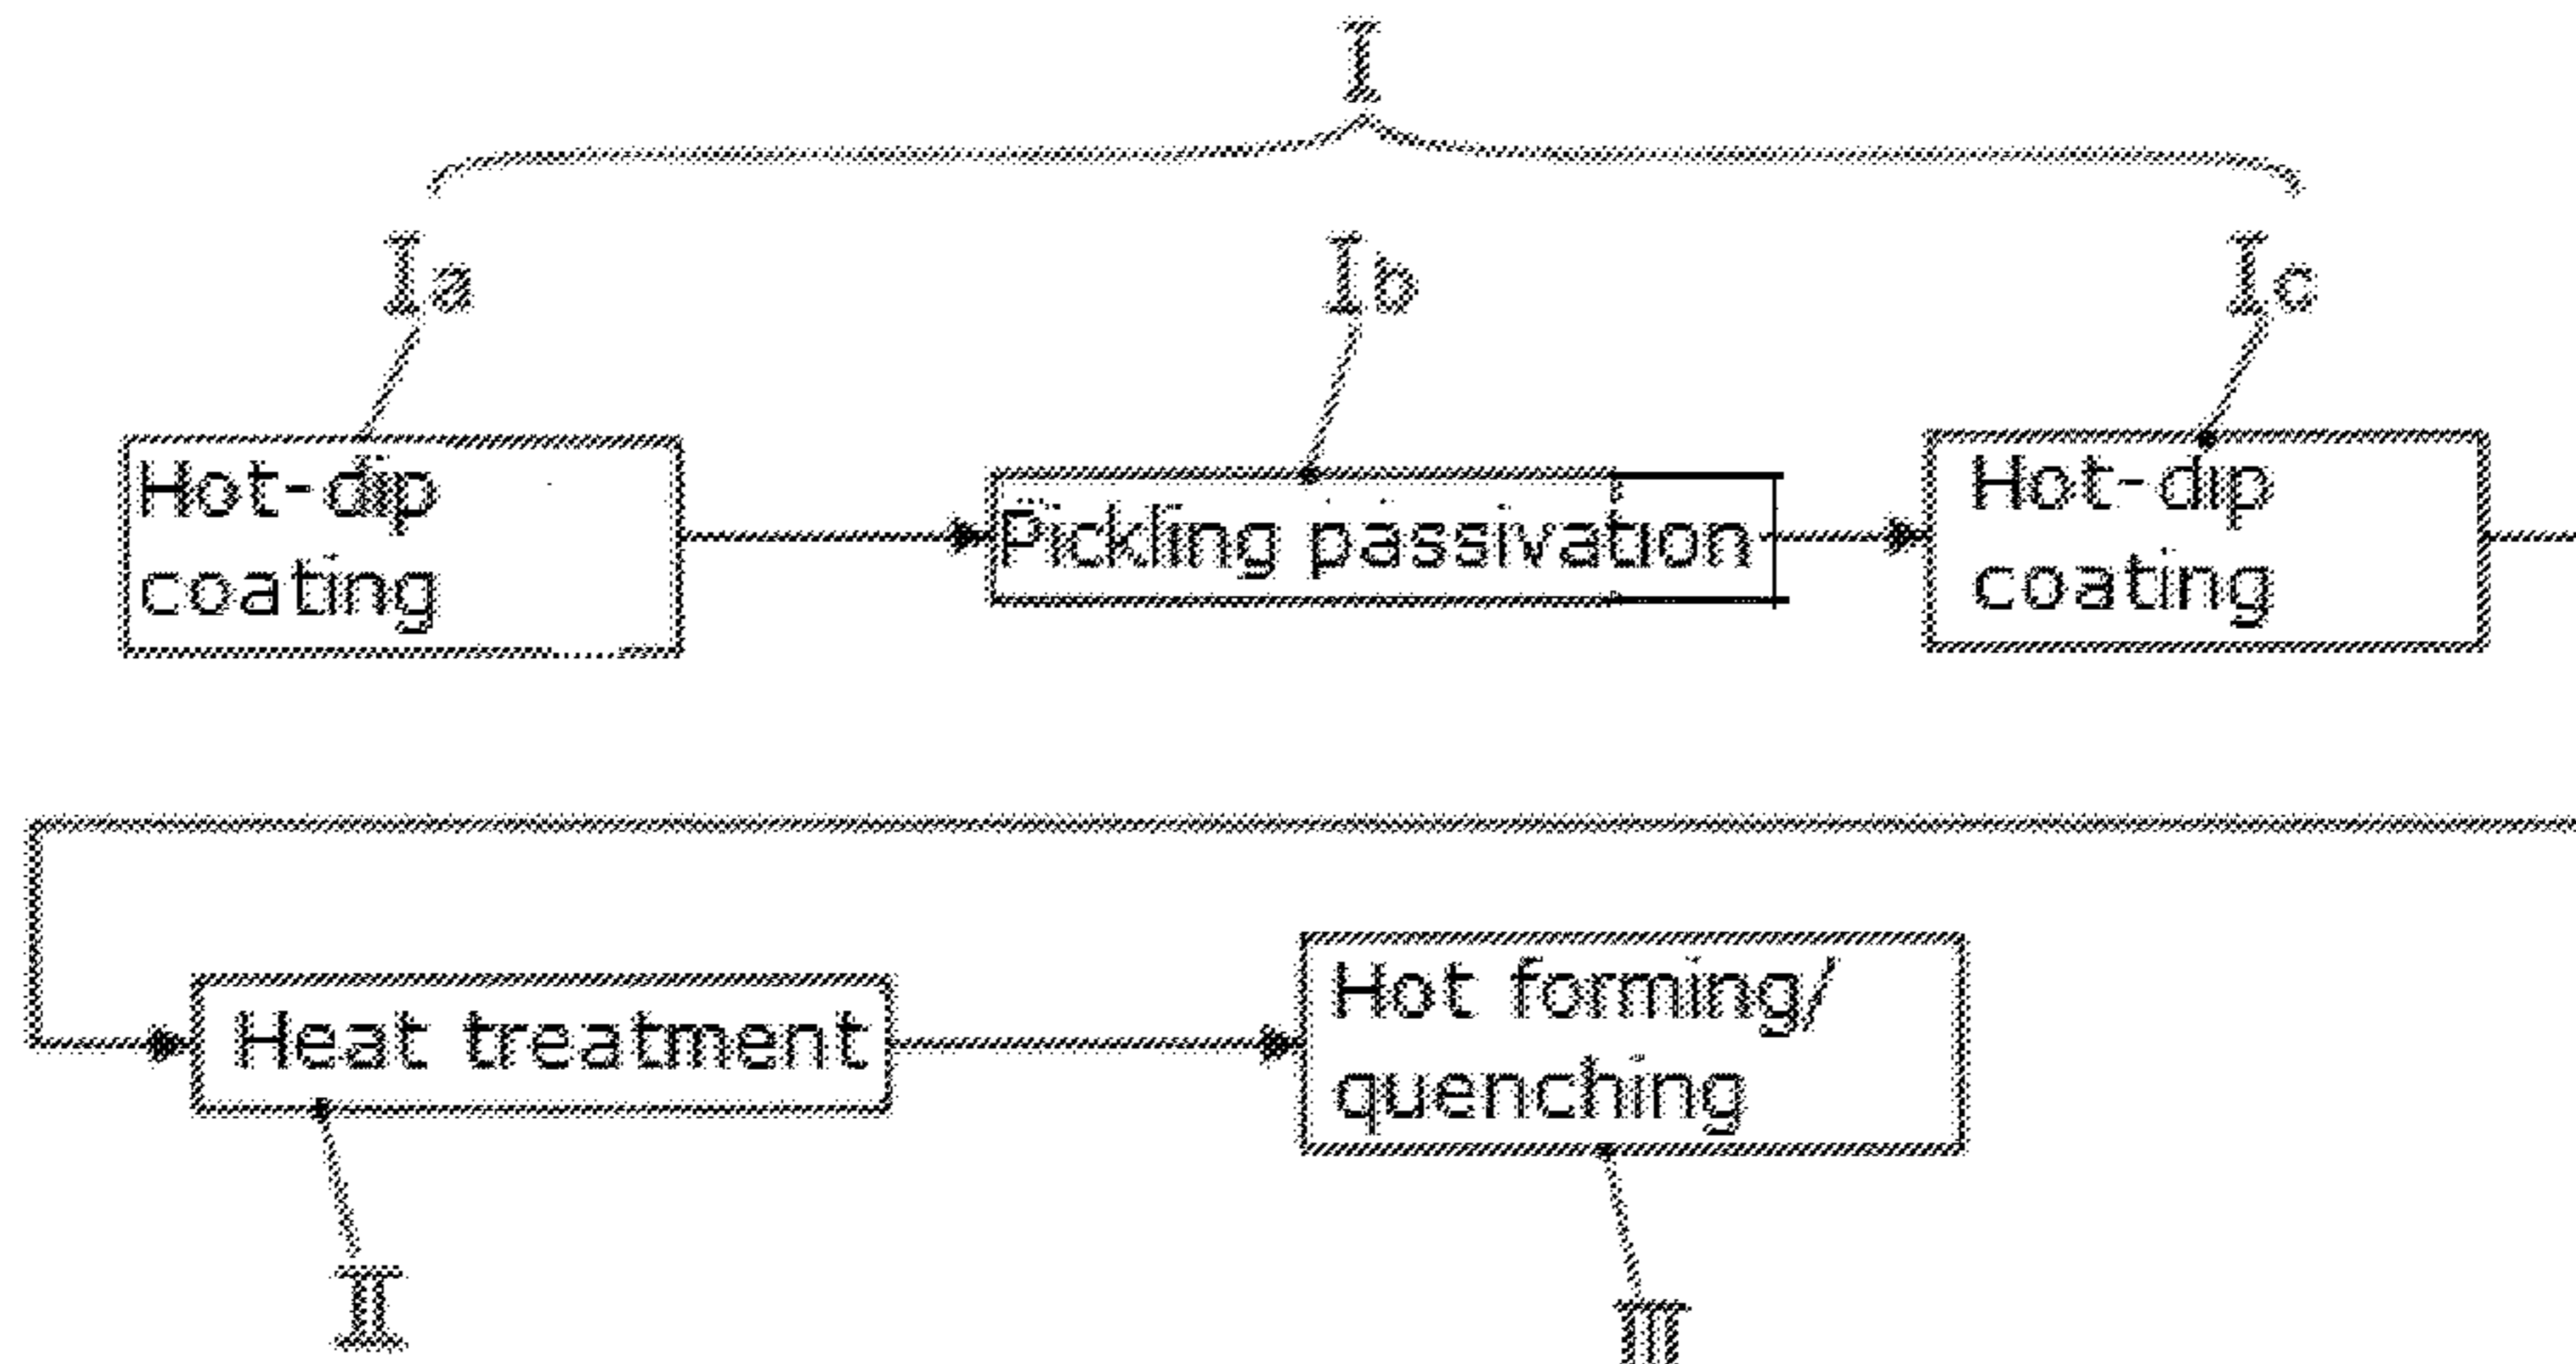 I
Ia
Ib
Ic
Hot-dip
coating
Pickling passivation
Hot-dip
coating
Heat treatment
Hot forming/
quenching
II
III